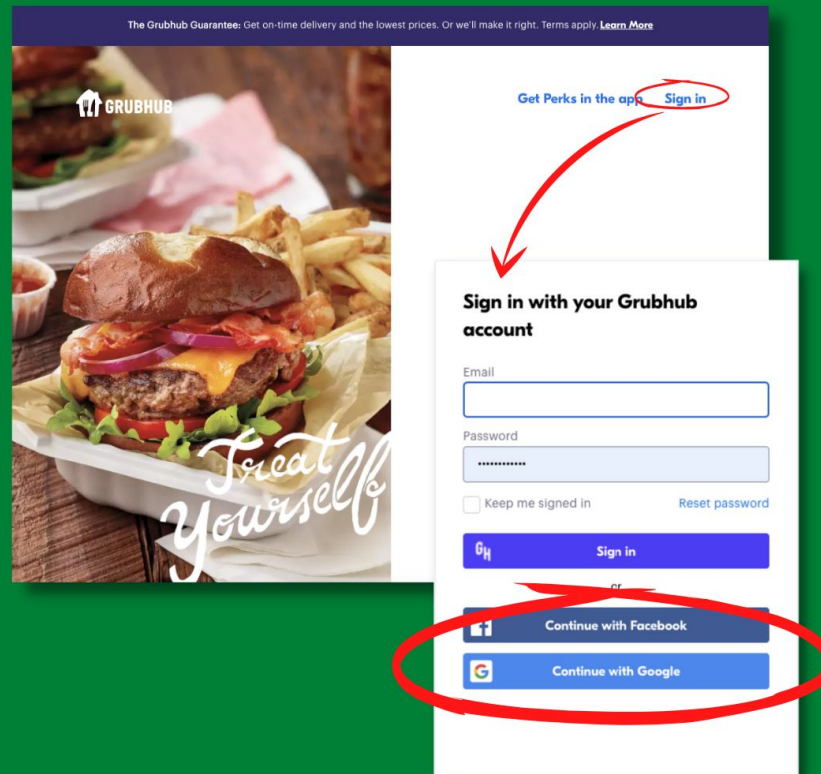 The Grubhub Guarantee: Get on-time delivery and the lowest prices. Or we'll make it right. Terms apply. Learn More
GRUBHUB
Get Perks in the app
Sign in
Treat
Yourself
Sign in with your Grubhub
account
Email
Password
Keep me signed in
Reset password
GH
Sign in
or
Continue with Facebook
Continue with Google